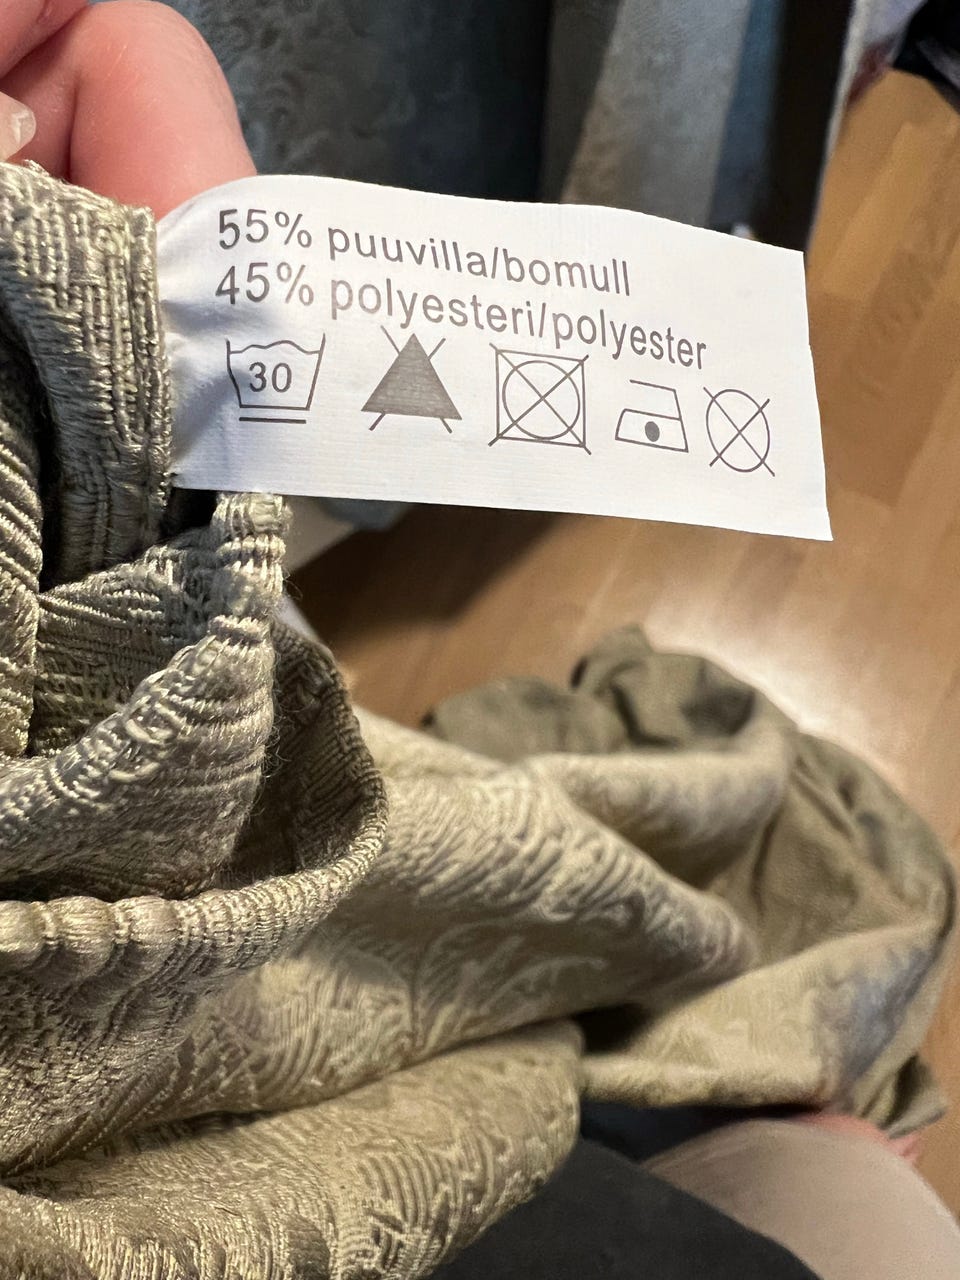 55% puuvilla/bomull
45% polyesteri/polyester
30